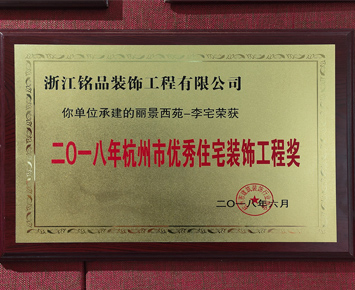 浙江铭品装饰工程有限公司
你单位承建的丽景西苑-李宅荣获
二〇一八年杭州市优秀住宅装饰工程奖
二〇一八年六月